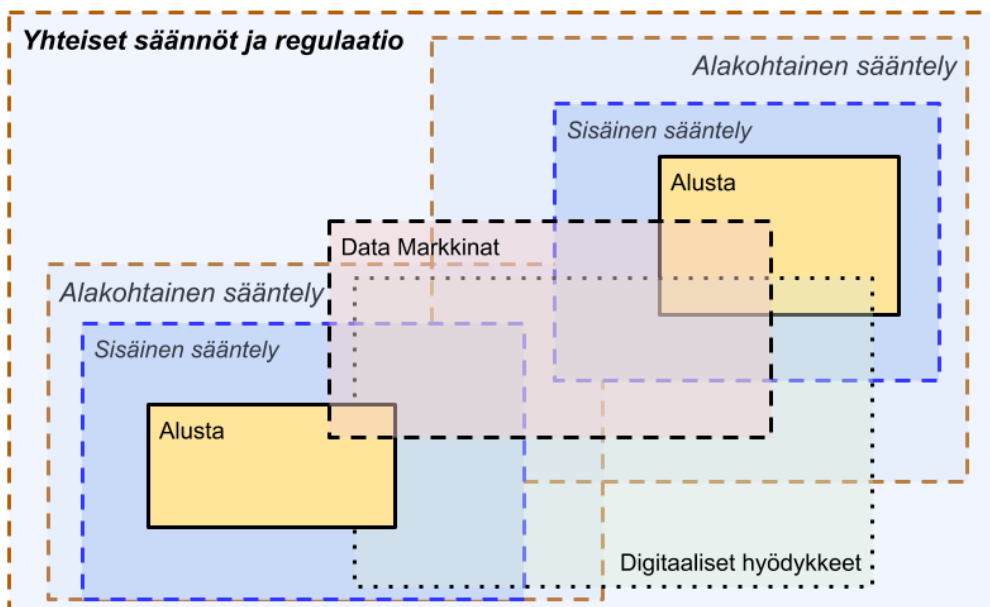 Yhteiset säännöt ja regulaatio
Alakohtainen sääntely
Sisäinen sääntely
Alusta
Data Markkinat
Alakohtainen sääntely
Sisäinen sääntely
Alusta
Digitaaliset hyödykkeet